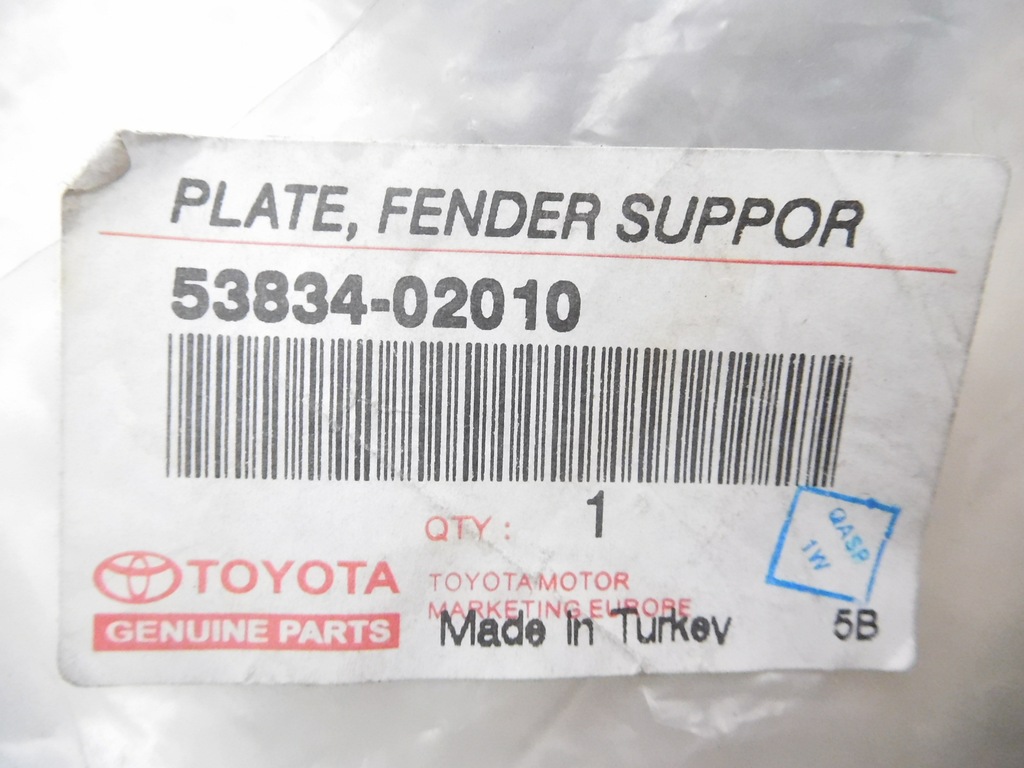 PLATE, FENDER SUPPOR
53834-02010
QTY : 1
TOYOTA
GENUINE PARTS
TOYOTA MOTOR
MARKETING EUROPE
Made in Turkey
5B
QASP
1W